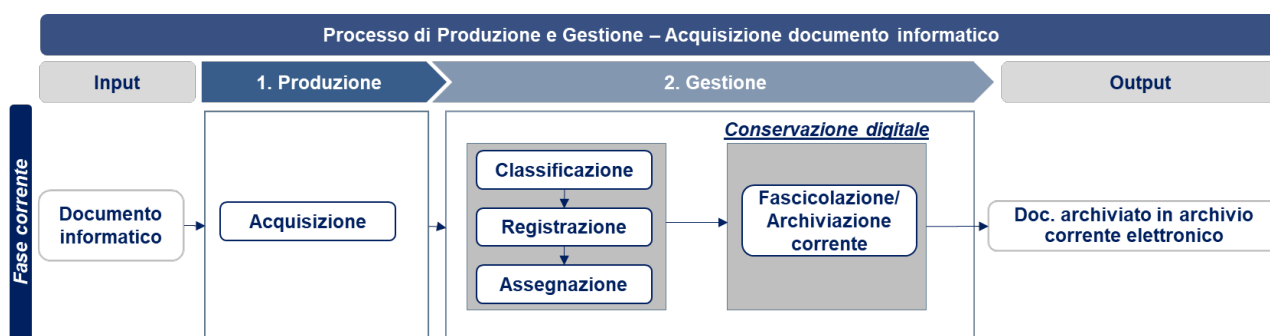 Processo di Produzione e Gestione – Acquisizione documento informatico
Input
1. Produzione
2. Gestione
Output
Fase corrente
Documento
informatico
Acquisizione
Classificazione
Registrazione
Assegnazione
Conservazione digitale
Fascicolazione/
Archiviazione
corrente
Doc. archiviato in archivio
corrente elettronico